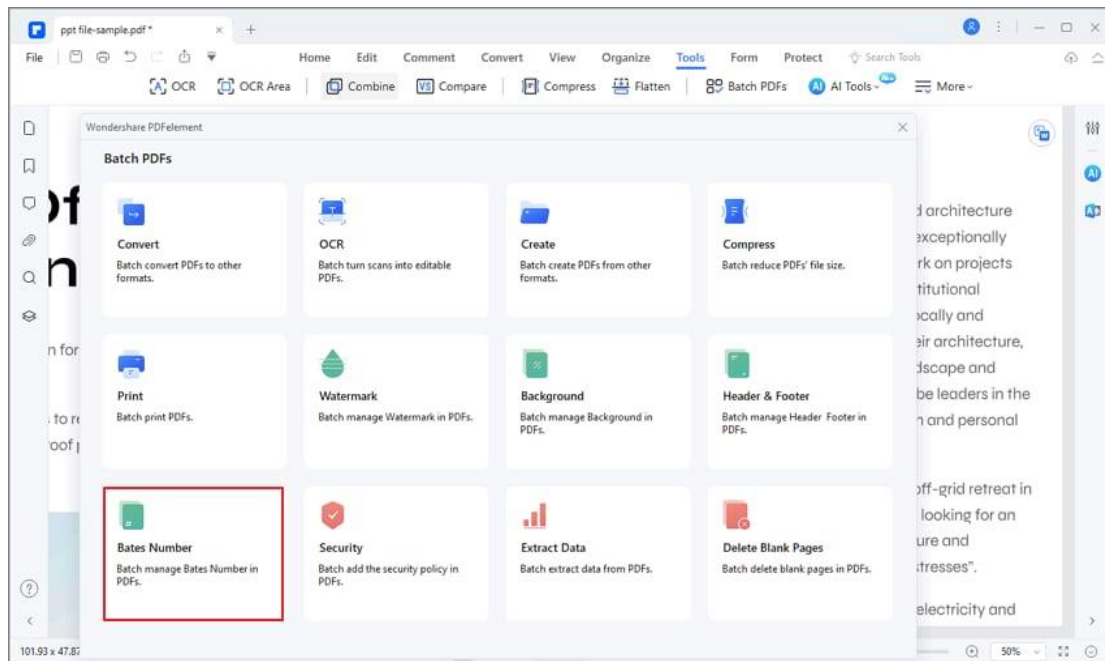 ppt file-sample.pdf *
File Home Edit Comment Convert View Organize Tools Form Protect Search Tools
OCR OCR Area Combine VS Compare Compress Flatten Batch PDFs AI AI Tools More
Wondershare PDFelement
Batch PDFs
Convert
Batch convert PDFs to other
formats.
OCR
Batch turn scans into editable
PDFs.
Create
Batch create PDFs from other
formats.
Compress
Batch reduce PDFs' file size.
Print
Batch print PDFs.
Watermark
Batch manage Watermark in PDFs.
Background
Batch manage Background in
PDFs.
Header & Footer
Batch manage Header Footer in
PDFs.
Bates Number
Batch manage Bates Number in
PDFs.
Security
Batch add the security policy in
PDFs.
Extract Data
Batch extract data from PDFs.
Delete Blank Pages
Batch delete blank pages in PDFs.
n for
to
oof
architecture
exceptionally
rk on projects
titutional
ocally and
eir architecture,
dscape and
be leaders in the
and personal
off-grid retreat in
looking for an
ure and
stresses".
electricity and
101.93 x 47.87
50%